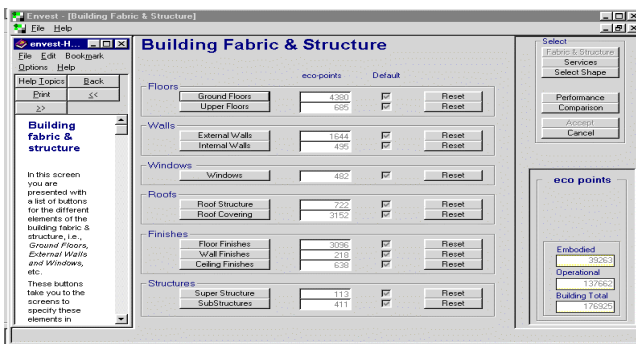 Envest - [Building Fabric & Structure]
File Help
envest-H...
File Edit Bookmark
Options Help
Help Topics Back
Print <<
>>
Building
fabric &
structure
In this screen
you are
presented with
a list of buttons
for the different
elements of the
building fabric &
structure, i.e.,
Ground Floors,
External Walls
and Windows,
etc.
These buttons
take you to the
screens to
specify these
elements in
Building Fabric & Structure
eco-points Default
Floors
Ground Floors 4380 Reset
Upper Floors 685 Reset
Walls
External Walls 1644 Reset
Internal Walls 495 Reset
Windows
Windows 482 Reset
Roofs
Roof Structure 722 Reset
Roof Covering 3152 Reset
Finishes
Floor Finishes 3096 Reset
Wall Finishes 218 Reset
Ceiling Finishes 638 Reset
Structures
Super Structure 113 Reset
SubStructures 411 Reset
Select
Fabric & Structure
Services
Select Shape
Performance
Comparison
Accept
Cancel
eco points
Embodied
39263
Operational
137662
Building Total
176925